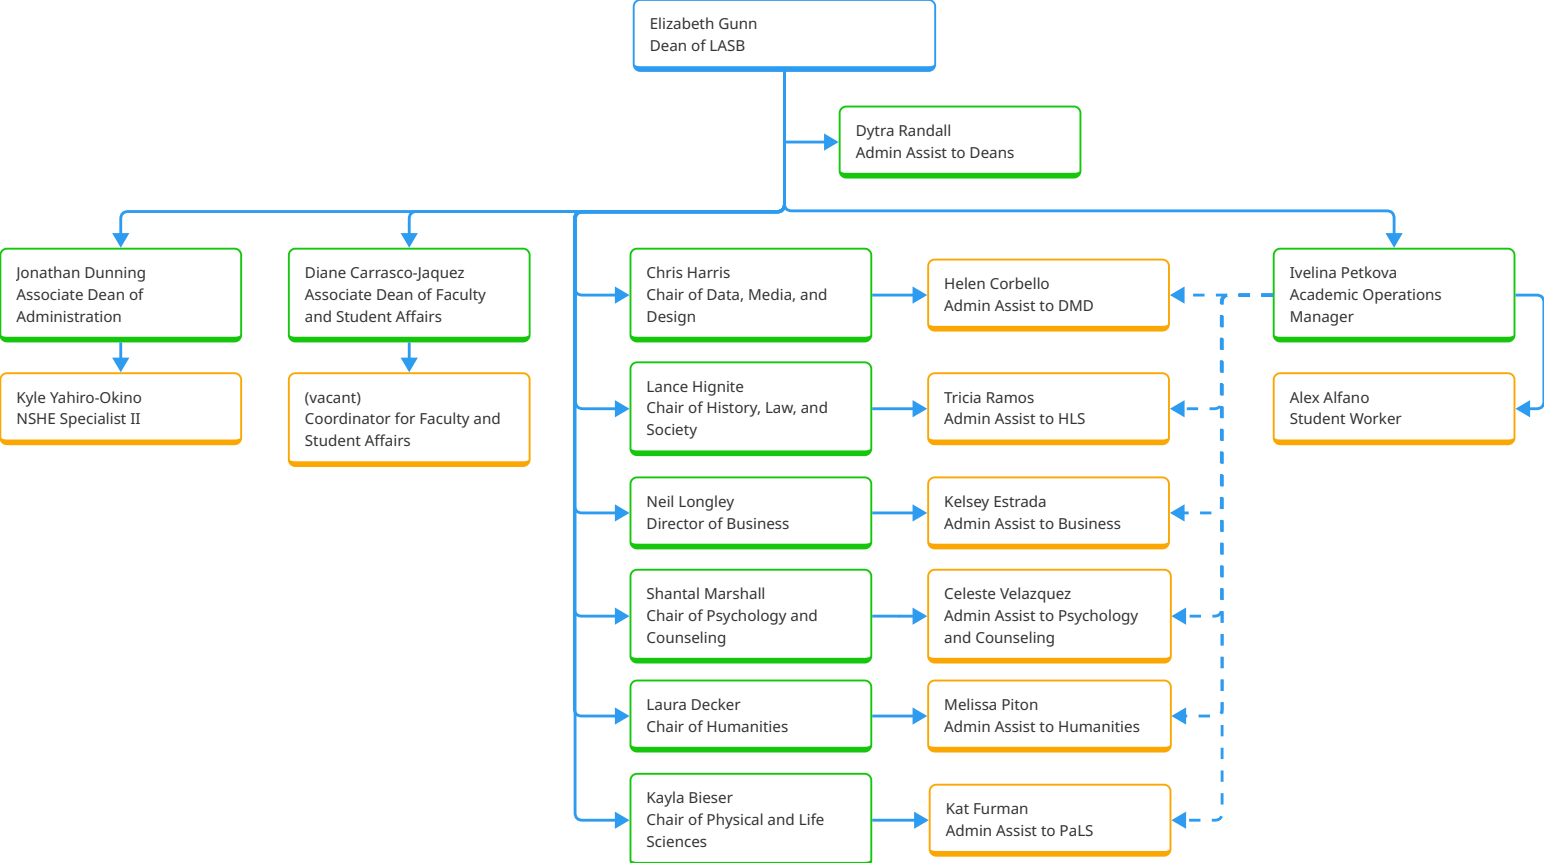 Elizabeth Gunn
Dean of LASB
Dytra Randall
Admin Assist to Deans
Jonathan Dunning
Associate Dean of
Administration
Diane Carrasco-Jaquez
Associate Dean of Faculty
and Student Affairs
Chris Harris
Chair of Data, Media, and
Design
Helen Corbello
Admin Assist to DMD
Ivelina Petkova
Academic Operations
Manager
Kyle Yahiro-Okino
NSHE Specialist II
(vacant)
Coordinator for Faculty and
Student Affairs
Lance Hignite
Chair of History, Law, and
Society
Tricia Ramos
Admin Assist to HLS
Alex Alfano
Student Worker
Neil Longley
Director of Business
Kelsey Estrada
Admin Assist to Business
Shantal Marshall
Chair of Psychology and
Counseling
Celeste Velazquez
Admin Assist to Psychology
and Counseling
Laura Decker
Chair of Humanities
Melissa Piton
Admin Assist to Humanities
Kayla Bieser
Chair of Physical and Life
Sciences
Kat Furman
Admin Assist to PaLS